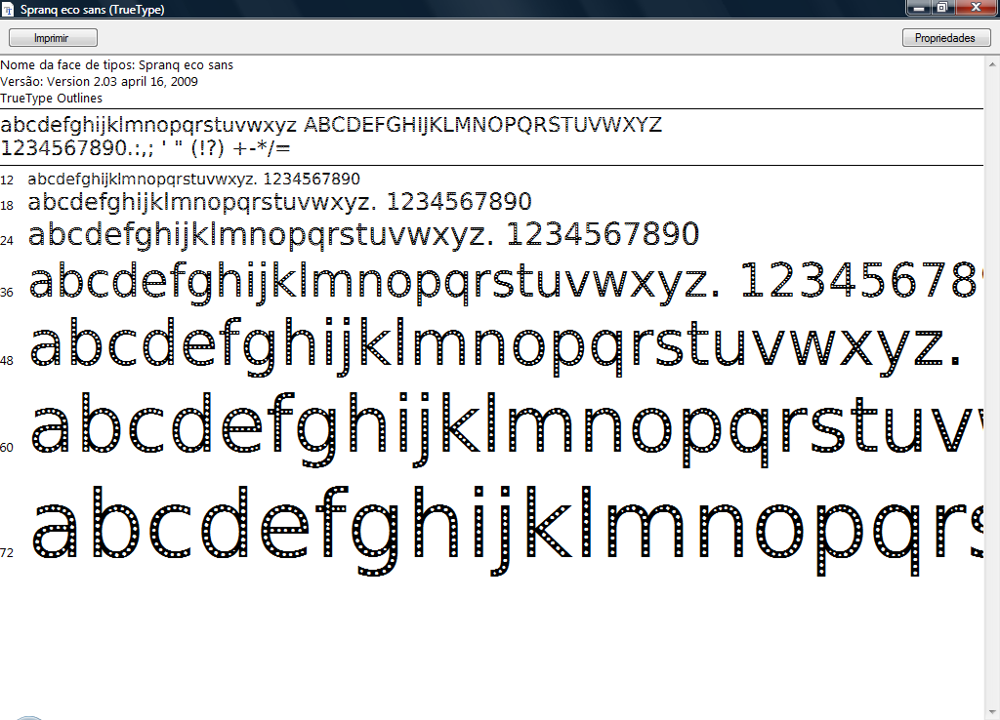 Spranq eco sans (TrueType)
Imprimir Propriedades
Nome da face de tipos: Spranq eco sans
Versão: Version 2.03 april 16, 2009
TrueType Outlines
abcdefghijklmnopqrstuvwxyz ABCDEFGHIJKLMNOPQRSTUVWXYZ
1234567890.:,; ' " (!?) +-*/=
12 abcdefghijklmnopqrstuvwxyz. 1234567890
18 abcdefghijklmnopqrstuvwxyz. 1234567890
24 abcdefghijklmnopqrstuvwxyz. 1234567890
36 abcdefghijklmnopqrstuvwxyz. 12345678
48 abcdefghijklmnopqrstuvwxyz.
60 abcdefghijklmnopqrstuv
72 abcdefghijklmnopqr